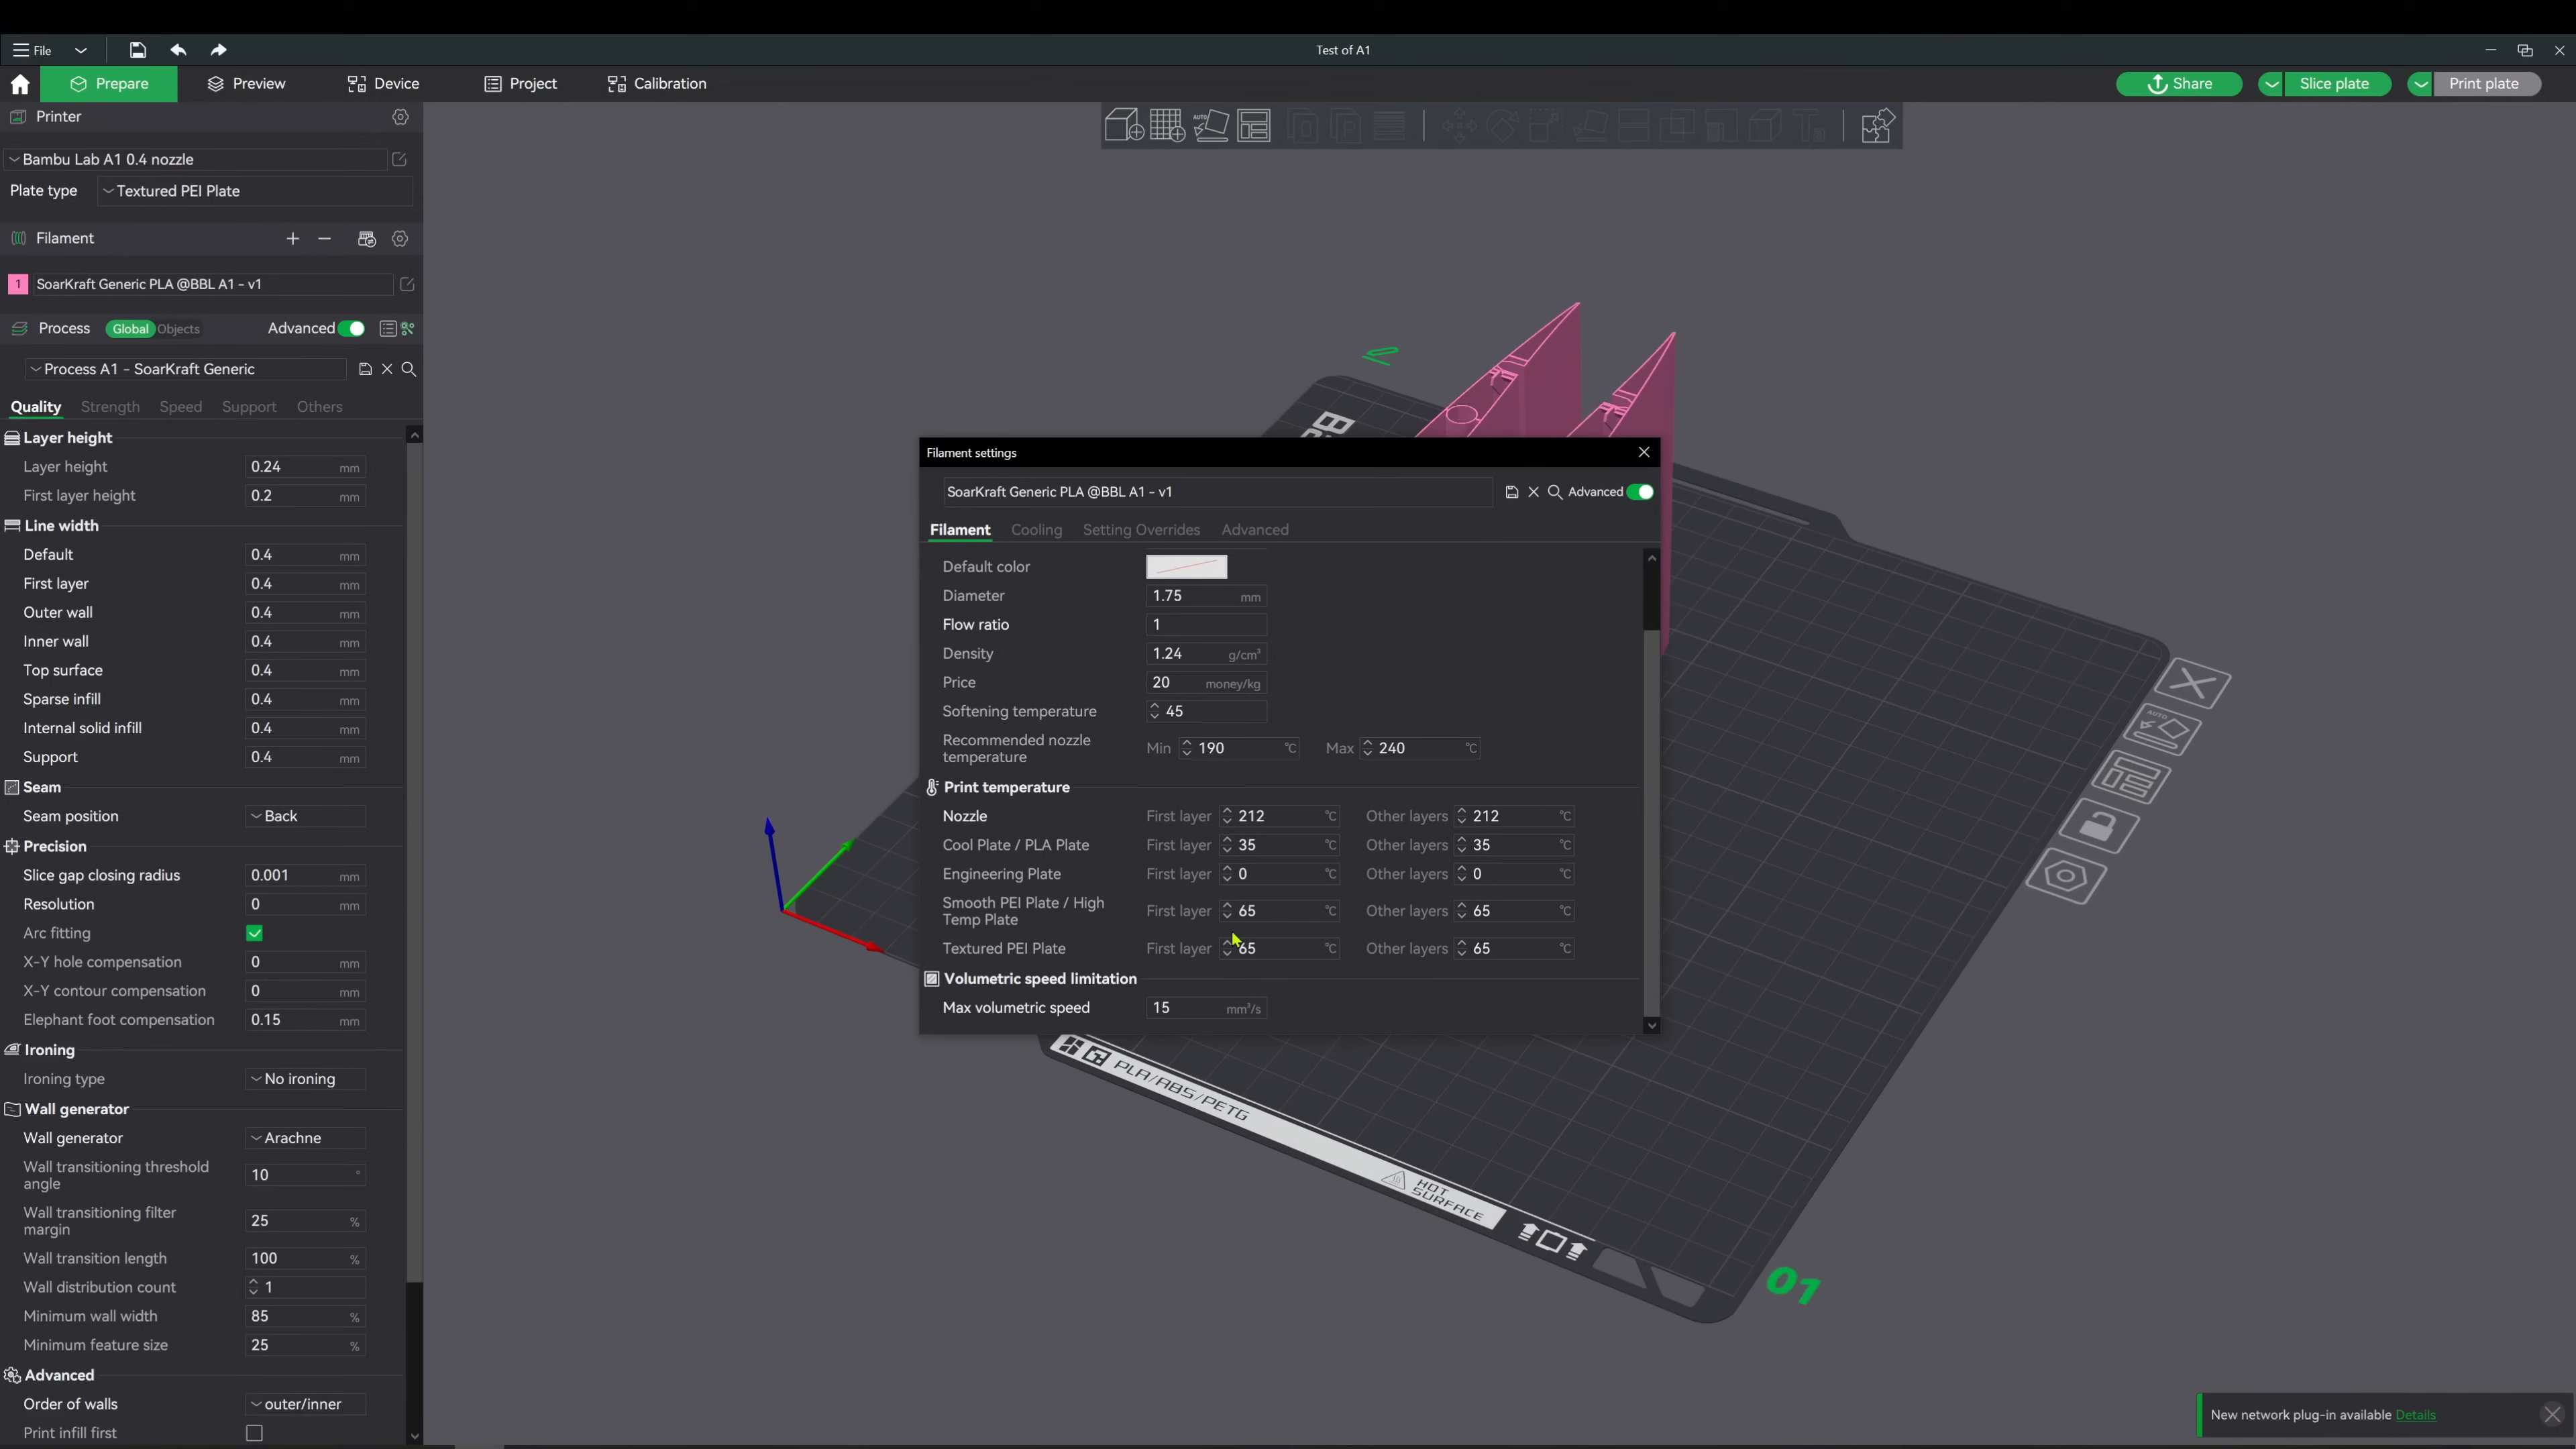 File
Test of A1
Prepare
Preview
Device
Project
Calibration
Share
Slice plate
Print plate
Printer
Bambu Lab A1 0.4 nozzle
Plate type
Textured PEI Plate
Filament
1
SoarKraft Generic PLA @BBL A1 - v1
Process
Global
Objects
Advanced
Process A1 - SoarKraft Generic
Quality
Strength
Speed
Support
Others
Layer height
Layer height 0.24 mm
First layer height 0.2 mm
Line width
Default 0.4 mm
First layer 0.4 mm
Outer wall 0.4 mm
Inner wall 0.4 mm
Top surface 0.4 mm
Sparse infill 0.4 mm
Internal solid infill 0.4 mm
Support 0.4 mm
Seam
Seam position Back
Precision
Slice gap closing radius 0.001 mm
Resolution 0 mm
Arc fitting
X-Y hole compensation 0 mm
X-Y contour compensation 0 mm
Elephant foot compensation 0.15 mm
Ironing
Ironing type No ironing
Wall generator
Wall generator Arachne
Wall transitioning threshold
angle 10 °
Wall transitioning filter
margin 25 %
Wall transition length 100 %
Wall distribution count 1
Minimum wall width 85 %
Minimum feature size 25 %
Advanced
Order of walls outer/inner
Print infill first
AUTO
Filament settings
SoarKraft Generic PLA @BBL A1 - v1
Advanced
Filament
Cooling
Setting Overrides
Advanced
Default color
Diameter 1.75 mm
Flow ratio 1
Density 1.24 g/cm³
Price 20 money/kg
Softening temperature 45
Recommended nozzle
temperature Min 190 °C Max 240 °C
Print temperature
Nozzle First layer 212 °C Other layers 212 °C
Cool Plate / PLA Plate First layer 35 °C Other layers 35 °C
Engineering Plate First layer 0 °C Other layers 0 °C
Smooth PEI Plate / High
Temp Plate First layer 65 °C Other layers 65 °C
Textured PEI Plate First layer 65 °C Other layers 65 °C
Volumetric speed limitation
Max volumetric speed 15 mm³/s
AUTO
PLA/ABS/PETG
HOT
SURFACE
01
New network plug-in available Details